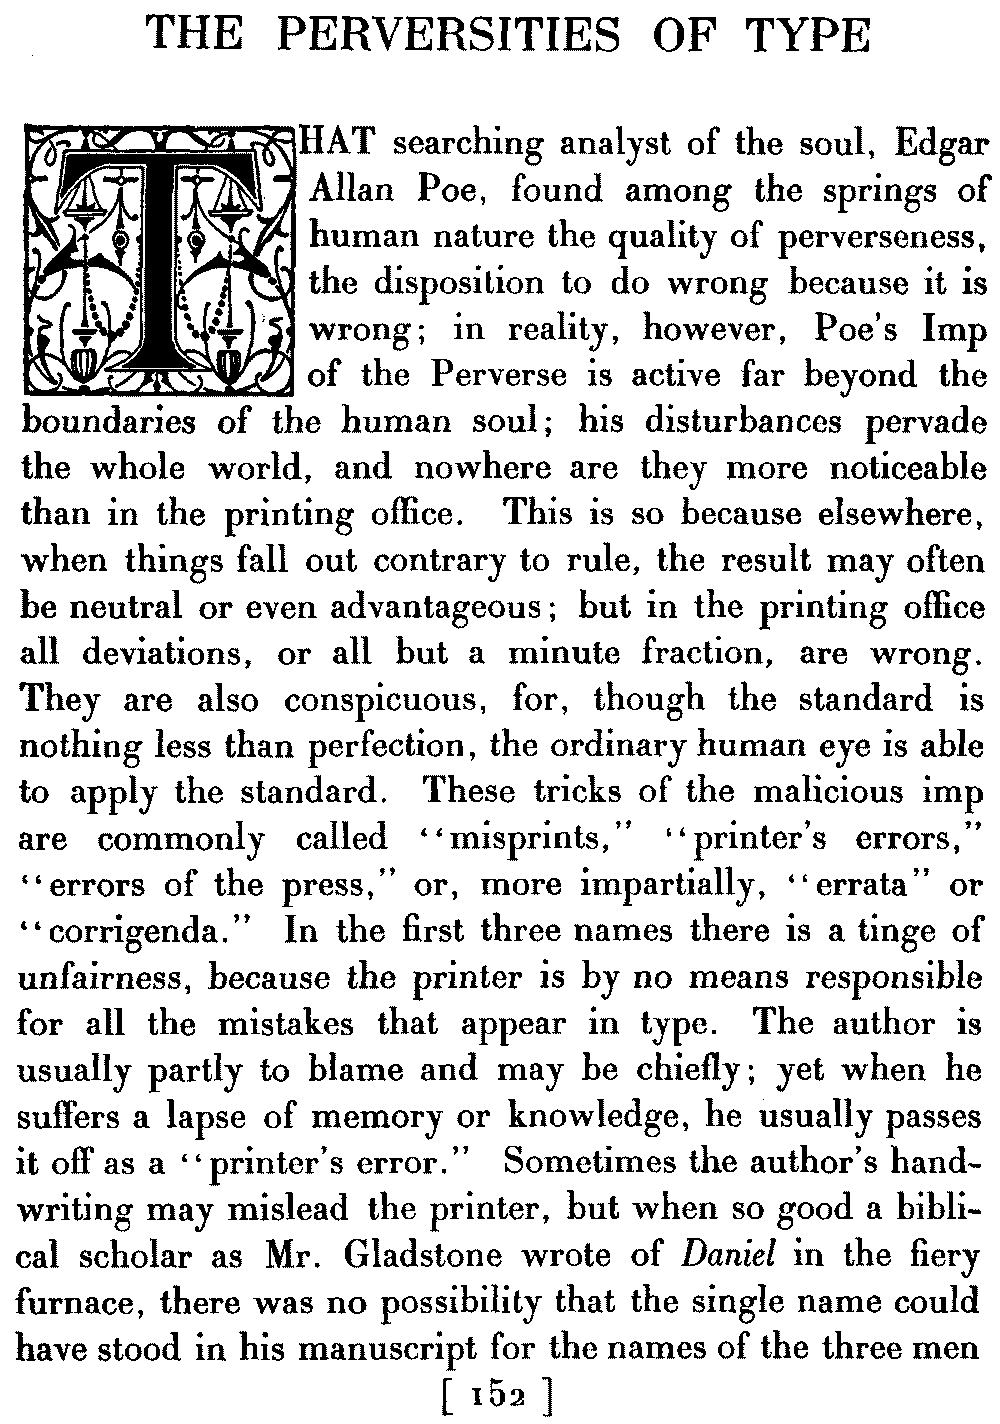 THE PERVERSITIES OF TYPE
THAT searching analyst of the soul, Edgar
Allan Poe, found among the springs of
human nature the quality of perverseness,
the disposition to do wrong because it is
wrong; in reality, however, Poe's Imp
of the Perverse is active far beyond the
boundaries of the human soul; his disturbances pervade
the whole world, and nowhere are they more noticeable
than in the printing office. This is so because elsewhere,
when things fall out contrary to rule, the result may often
be neutral or even advantageous; but in the printing office
all deviations, or all but a minute fraction, are wrong.
They are also conspicuous, for, though the standard is
nothing less than perfection, the ordinary human eye is able
to apply the standard. These tricks of the malicious imp
are commonly called “misprints,” “printer's errors,”
“errors of the press,” or, more impartially, “errata” or
“corrigenda.” In the first three names there is a tinge of
unfairness, because the printer is by no means responsible
for all the mistakes that appear in type. The author is
usually partly to blame and may be chiefly; yet when he
suffers a lapse of memory or knowledge, he usually passes
it off as a “printer's error.” Sometimes the author's hand-
writing may mislead the printer, but when so good a bibli-
cal scholar as Mr. Gladstone wrote of Daniel in the fiery
furnace, there was no possibility that the single name could
have stood in his manuscript for the names of the three men
[ 152 ]